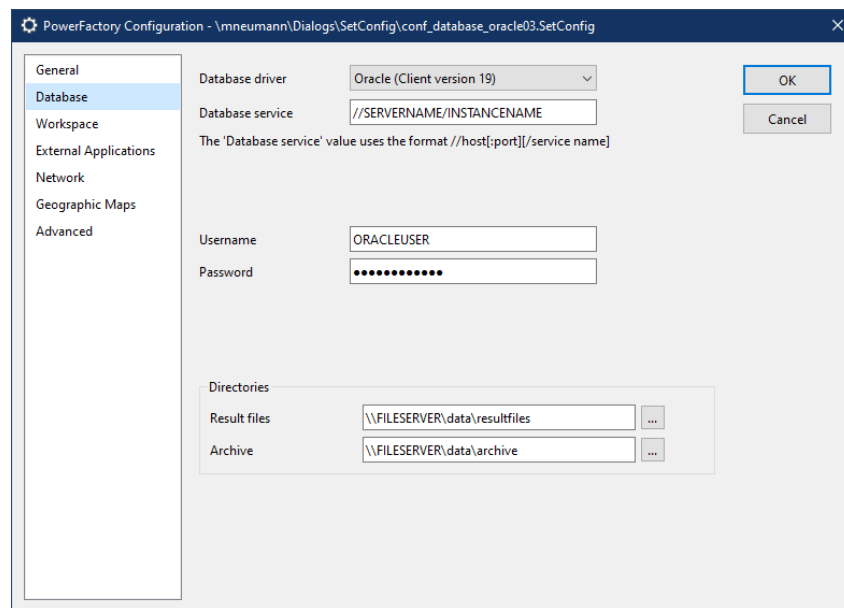 PowerFactory Configuration - \mneumann\Dialogs\SetConfig\conf_database_oracle03.SetConfig
General
Database
Workspace
External Applications
Network
Geographic Maps
Advanced
Database driver
Oracle (Client version 19)
Database service
//SERVERNAME/INSTANCENAME
The 'Database service' value uses the format //host[:port][/service name]
Username
ORACLEUSER
Password
●●●●●●●●●●●●
Directories
Result files
\\FILESERVER\data\resultfiles
...
Archive
\\FILESERVER\data\archive
...
OK
Cancel